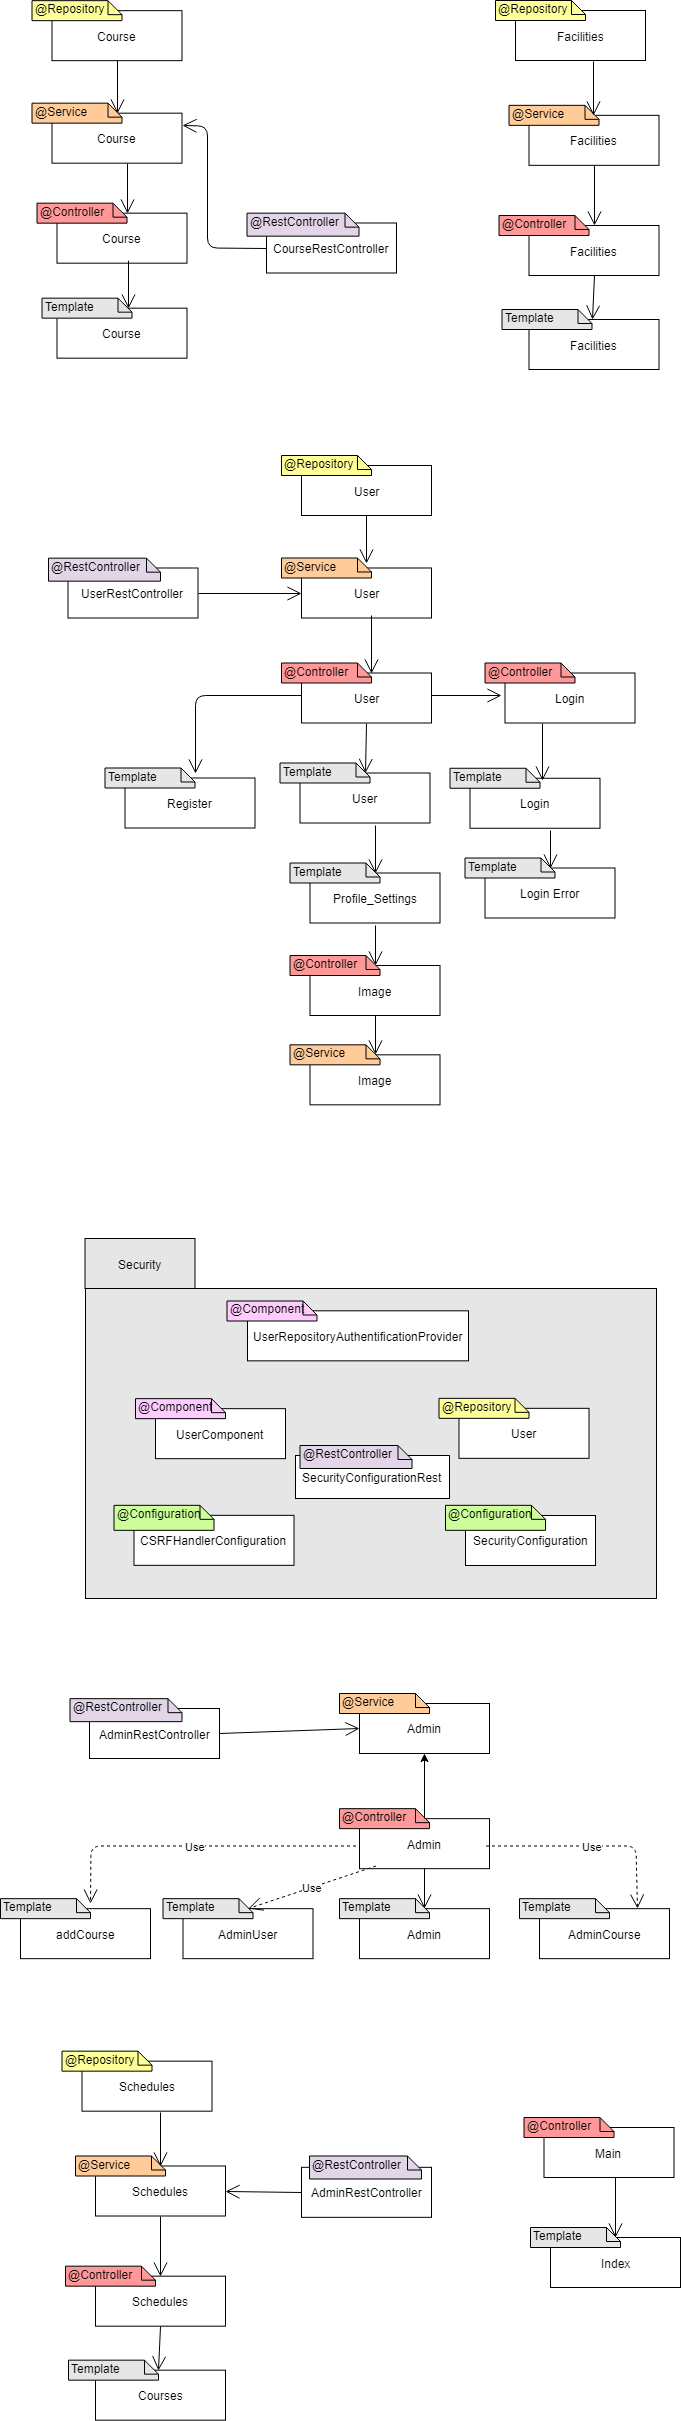 @Repository
Course
@Repository
Facilities
@Service
Course
@Service
Facilities
@Controller
Course
@RestController
CourseRestController
@Controller
Facilities
Template
Course
Template
Facilities
@Repository
User
@RestController
UserRestController
@Service
User
@Controller
User
@Controller
Login
Template
Register
Template
User
Template
Login
Template
Profile_Settings
Template
Login Error
@Controller
Image
@Service
Image
Security
@Component
UserRepositoryAuthentificationProvider
@Component
UserComponent
@Repository
User
@RestController
SecurityConfigurationRest
@Configuration
CSRFHandlerConfiguration
@Configuration
SecurityConfiguration
@RestController
AdminRestController
@Service
Admin
@Controller
Admin
Use
Use
Use
Template
addCourse
Template
AdminUser
Template
Admin
Template
AdminCourse
@Repository
Schedules
@Controller
Main
@Service
Schedules
@RestController
AdminRestController
Template
Index
@Controller
Schedules
Template
Courses